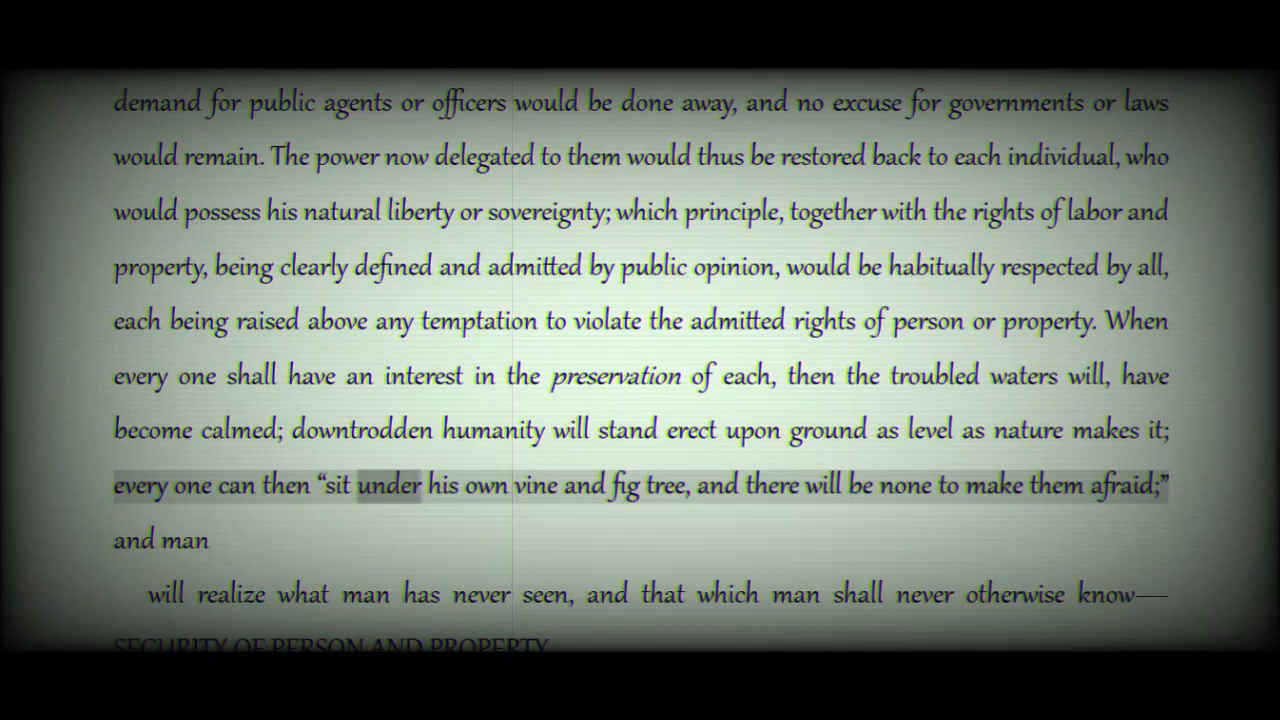 demand for public agents or officers would be done away, and no excuse for governments or laws
would remain. The power now delegated to them would thus be restored back to each individual, who
would possess his natural liberty or sovereignty; which principle, together with the rights of labor and
property, being clearly defined and admitted by public opinion, would be habitually respected by all,
each being raised above any temptation to violate the admitted rights of person or property. When
every one shall have an interest in the preservation of each, then the troubled waters will, have
become calmed; downtrodden humanity will stand erect upon ground as level as nature makes it;
every one can then “sit under his own vine and fig tree, and there will be none to make them afraid;”
and man
will realize what man has never seen, and that which man shall never otherwise know—
SECURITY OF PERSON AND PROPERTY